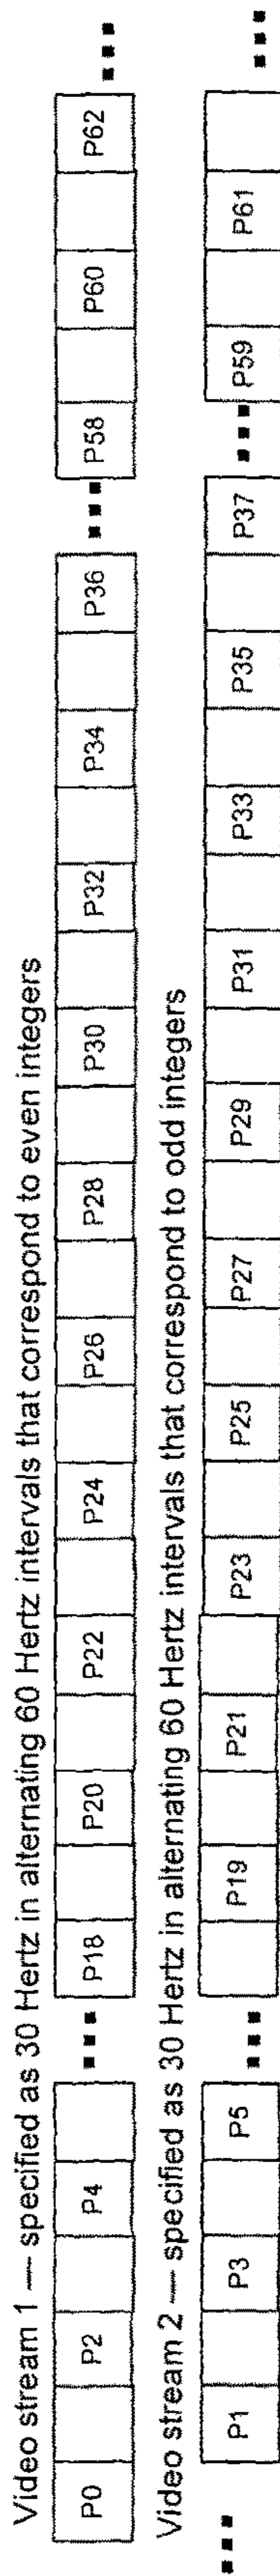 Video stream 1 — specified as 30 Hertz in alternating 60 Hertz intervals that correspond to even integers
P0 P2 P4 ... P18 P20 P22 P24 P26 P28 P30 P32 P34 P36 ... P58 P60 P62 ...
Video stream 2 — specified as 30 Hertz in alternating 60 Hertz intervals that correspond to odd integers
... P1 P3 P5 ... P19 P21 P23 P25 P27 P29 P31 P33 P35 P37 ... P59 P61 ...